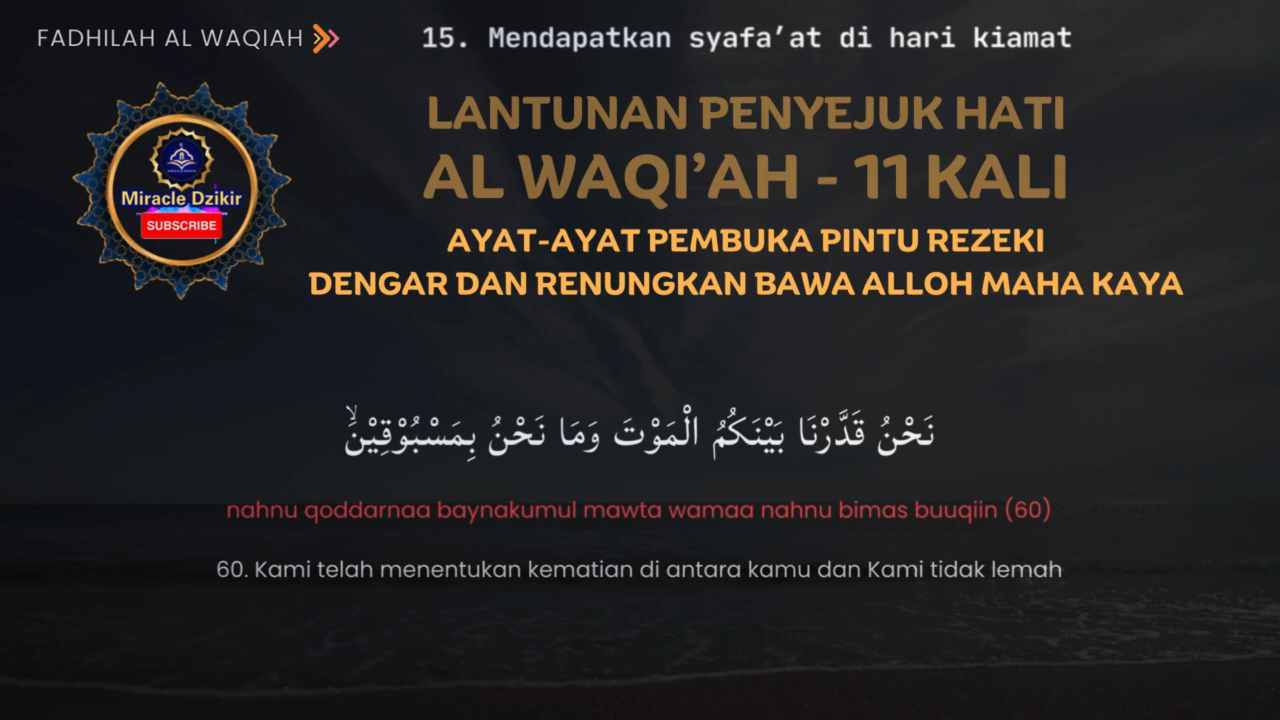 FADHILAH AL WAQIAH
15. Mendapatkan syafa’at di hari kiamat
LANTUNAN PENYEJUK HATI
AL WAQI’AH - 11 KALI
AYAT-AYAT PEMBUKA PINTU REZEKI
DENGAR DAN RENUNGKAN BAWA ALLOH MAHA KAYA
Miracle Dzikir
SUBSCRIBE
نَحْنُ قَدَّرْنَا بَيْنَكُمُ الْمَوْتَ وَمَا نَحْنُ بِمَسْبُوْقِيْنَۙ
nahnu qoddarnaa baynakumul mawta wamaa nahnu bimas buuqiin (60)
60. Kami telah menentukan kematian di antara kamu dan Kami tidak lemah